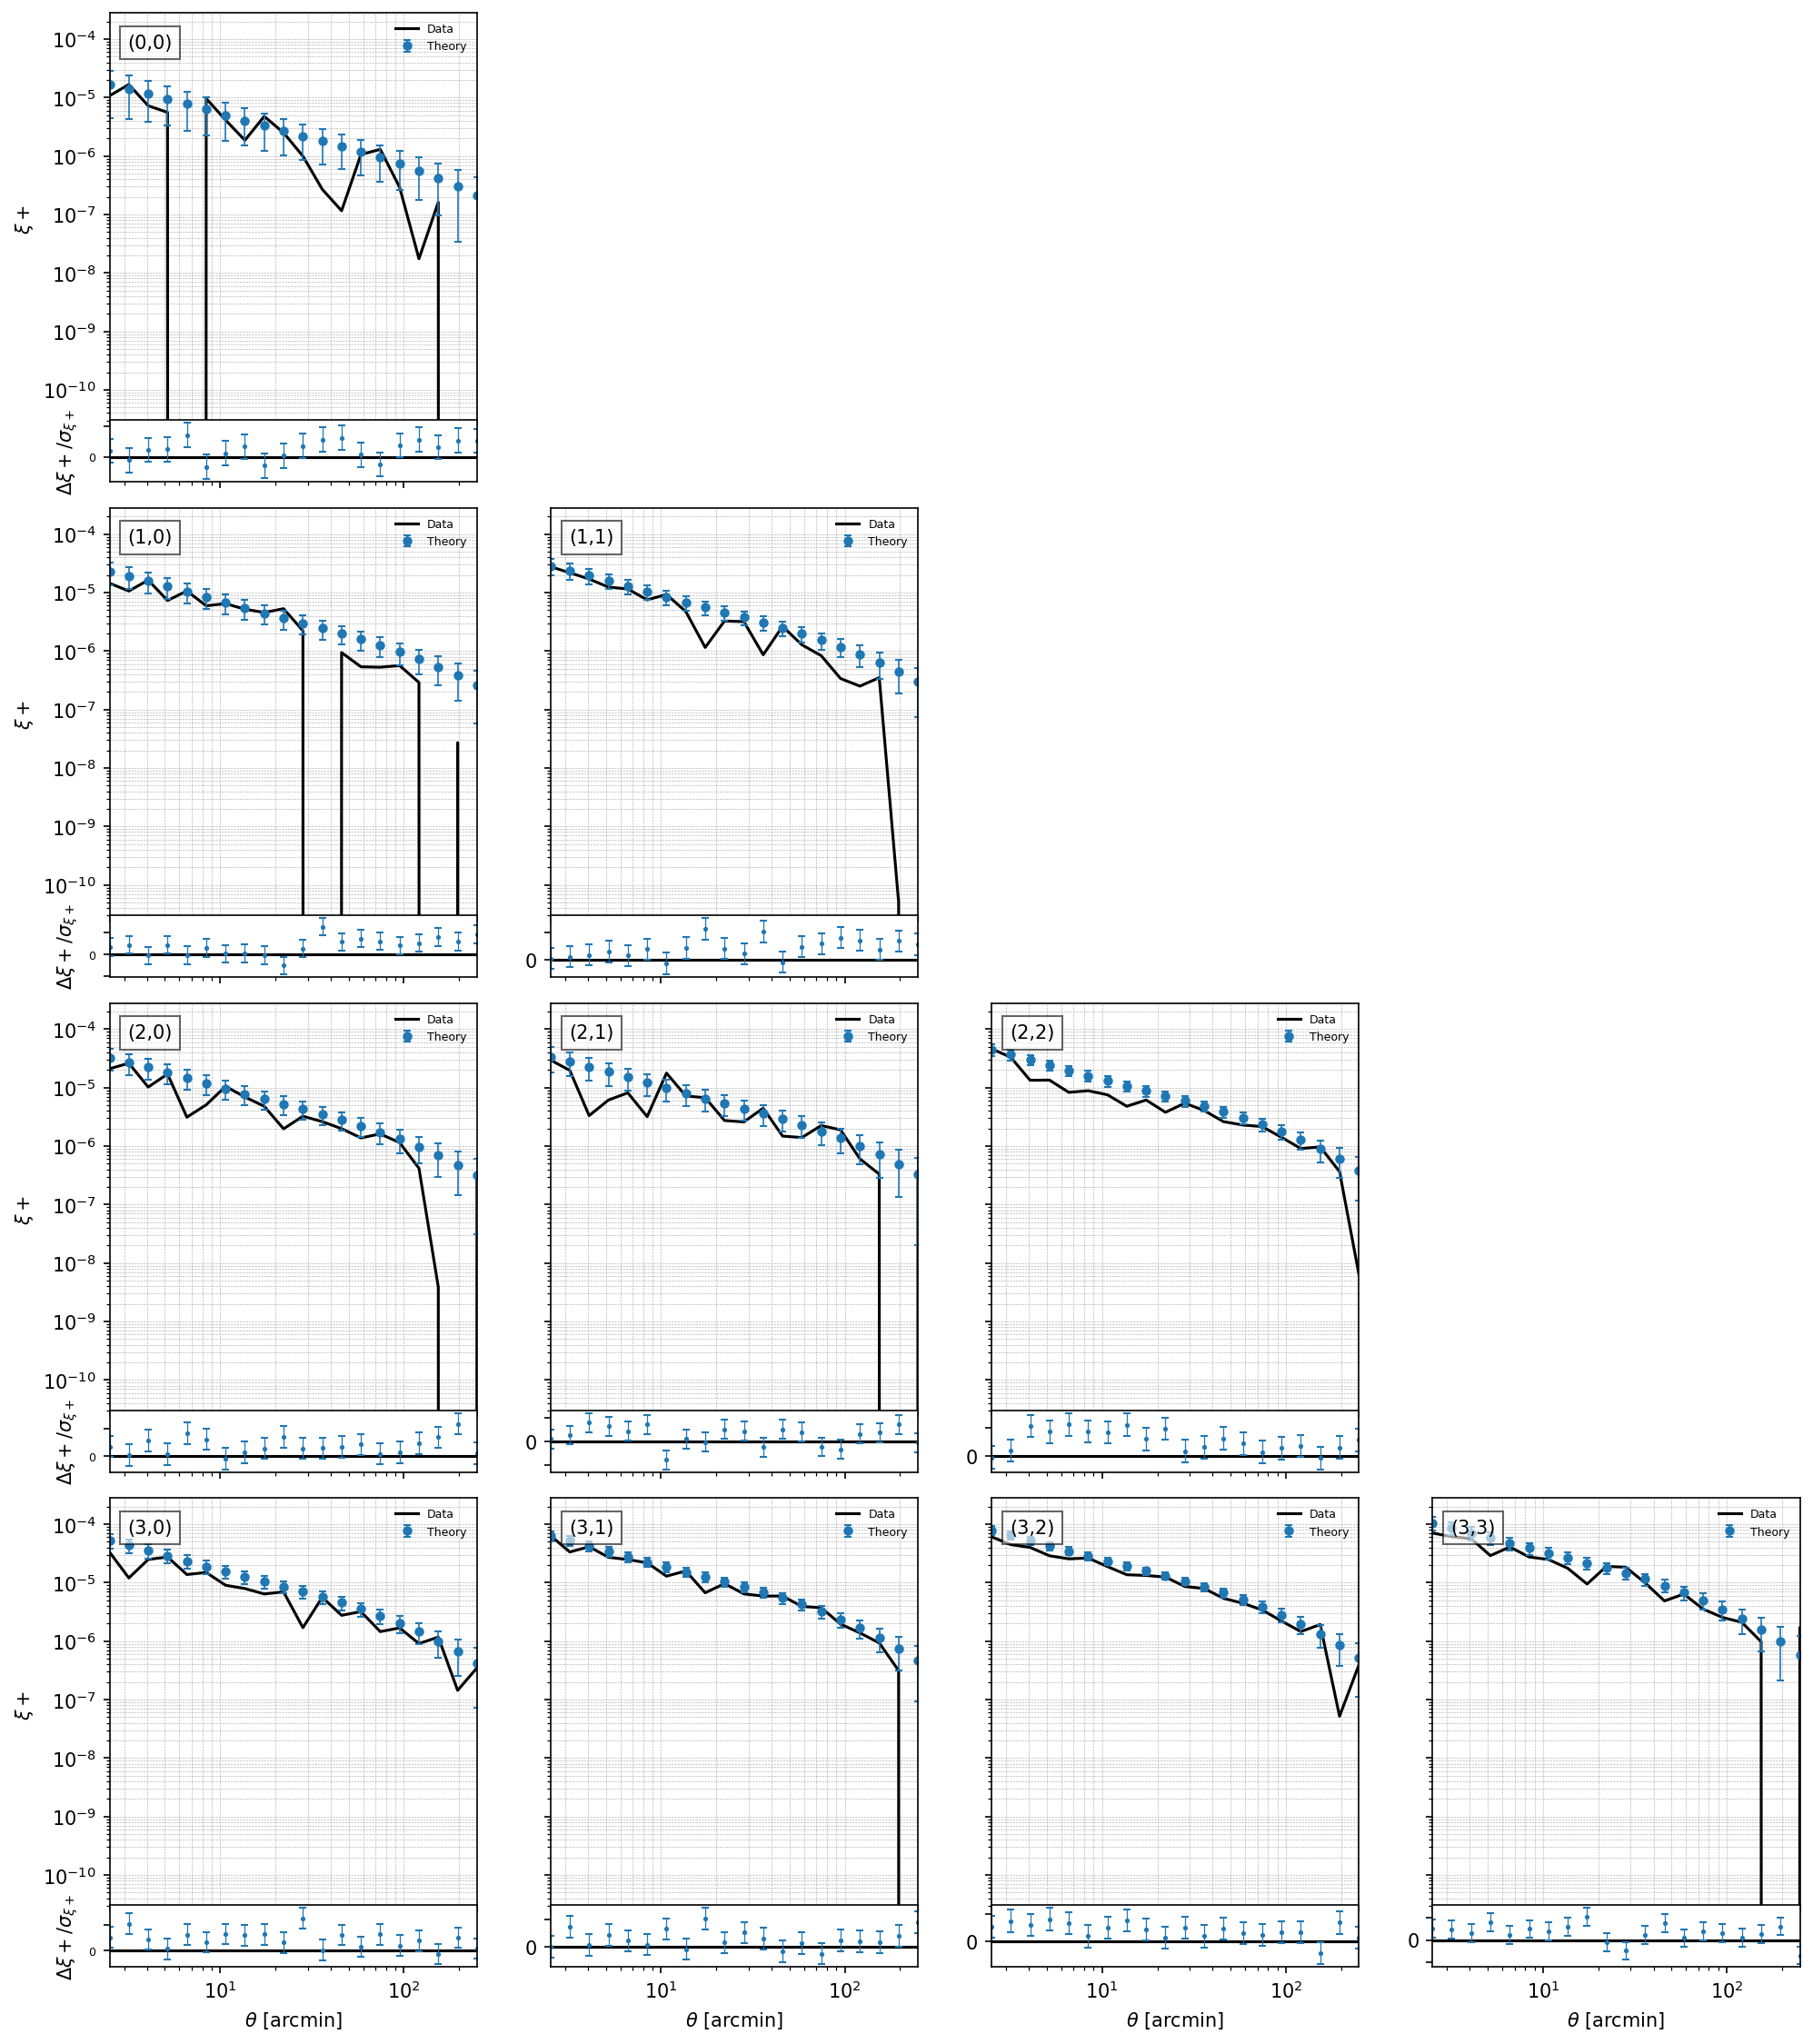 (0,0)
Data
Theory
10⁻⁴
10⁻⁵
10⁻⁶
10⁻⁷
10⁻⁸
10⁻⁹
10⁻¹⁰
ξ+
0
Δξ+/σ_ξ+
(1,0)
Data
Theory
10⁻⁴
10⁻⁵
10⁻⁶
10⁻⁷
10⁻⁸
10⁻⁹
10⁻¹⁰
ξ+
0
Δξ+/σ_ξ+
(1,1)
Data
Theory
0
(2,0)
Data
Theory
10⁻⁴
10⁻⁵
10⁻⁶
10⁻⁷
10⁻⁸
10⁻⁹
10⁻¹⁰
ξ+
0
Δξ+/σ_ξ+
(2,1)
Data
Theory
0
(2,2)
Data
Theory
0
(3,0)
Data
Theory
10⁻⁴
10⁻⁵
10⁻⁶
10⁻⁷
10⁻⁸
10⁻⁹
10⁻¹⁰
ξ+
0
Δξ+/σ_ξ+
10¹ 10²
θ [arcmin]
(3,1)
Data
Theory
0
10¹ 10²
θ [arcmin]
(3,2)
Data
Theory
0
10¹ 10²
θ [arcmin]
(3,3)
Data
Theory
0
10¹ 10²
θ [arcmin]